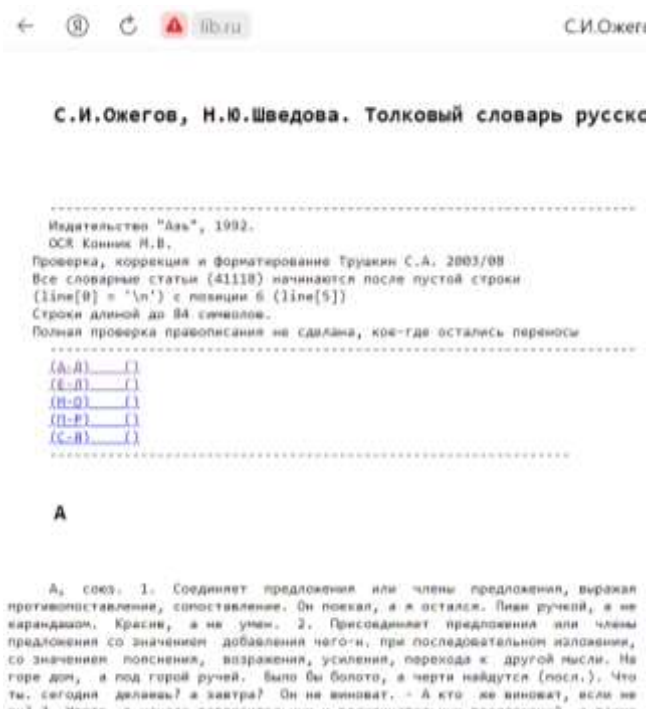 lib.ru С.И.Ожег
С.И.Ожегов, Н.Ю.Шведова. Толковый словарь русско
Издательство "Азъ", 1992.
OCR Конник М.В.
Проверка, коррекция и форматирование Трушкин С.А. 2003/08
Все словарные статьи (41118) начинаются после пустой строки
(line[0] = '\n') с позиции 6 (line[5])
Строки длиной до 84 символов.
Полная проверка правописания не сделана, кое-где остались переносы
(А-Д) ()
(Е-Л) ()
(М-О) ()
(П-Р) ()
(С-Я) ()
А
А, союз. 1. Соединяет предложения или члены предложения, выражая
противопоставление, сопоставление. Он поехал, а я остался. Пиши ручкой, а не
карандашом. Красив, а не умен. 2. Присоединяет предложения или члены
предложения со значением добавления чего-н. при последовательном изложении,
со значением пояснения, возражения, усиления, перехода к другой мысли. На
горе дом, а под горой ручей. Было бы болото, а черти найдутся (посл.). Что
ты. сегодня делаешь? а завтра? Он не виноват. - А кто же виноват, если не